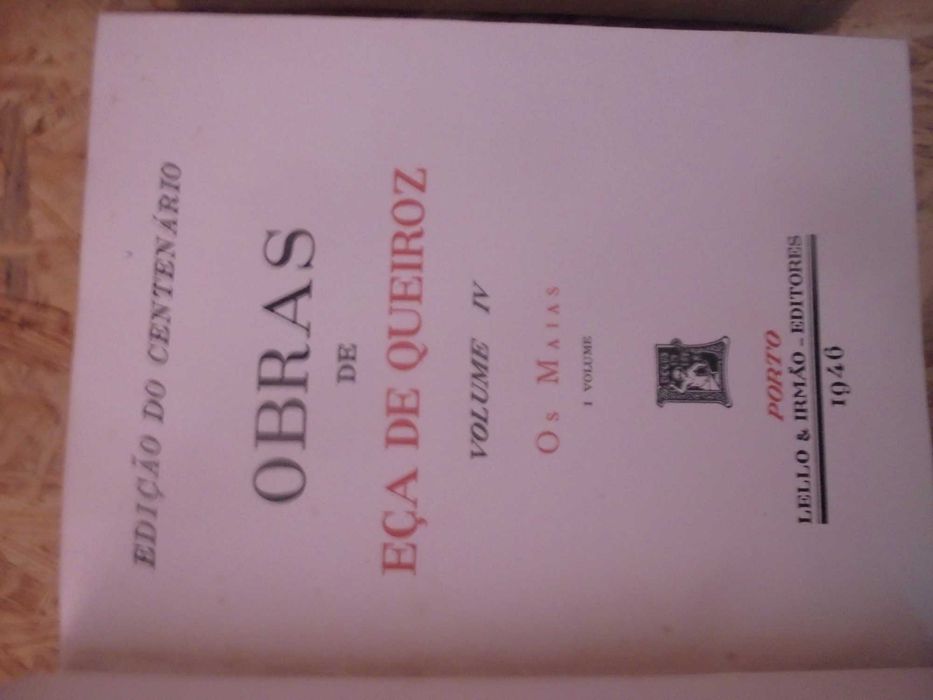 EDIÇÃO DO CENTENÁRIO
OBRAS
DE
EÇA DE QUEIROZ
VOLUME IV
OS MAIAS
I VOLUME
PORTO
LELLO & IRMÃO - EDITORES
1946